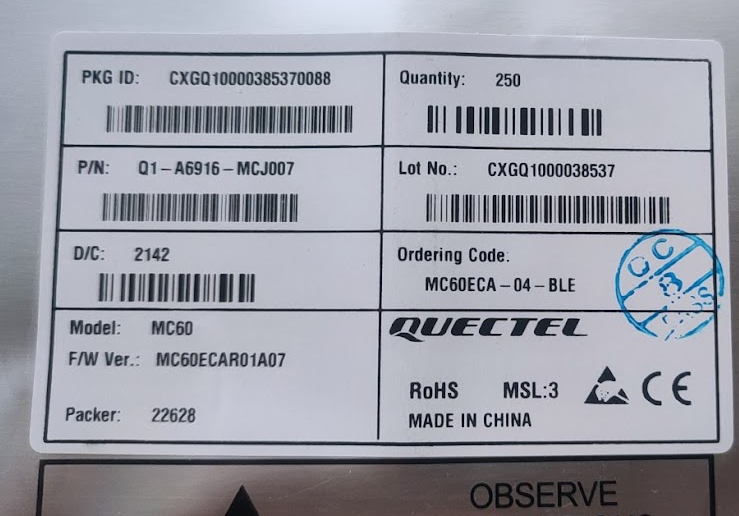 PKG ID: CXGQ10000385370088
Quantity: 250
P/N: Q1-A6916-MCJ007
Lot No.: CXGQ1000038537
D/C: 2142
Ordering Code:
MC60ECA-04-BLE
Model: MC60
F/W Ver.: MC60ECAR01A07
Packer: 22628
QUECTEL
RoHS MSL:3 CE
MADE IN CHINA
OBSERVE